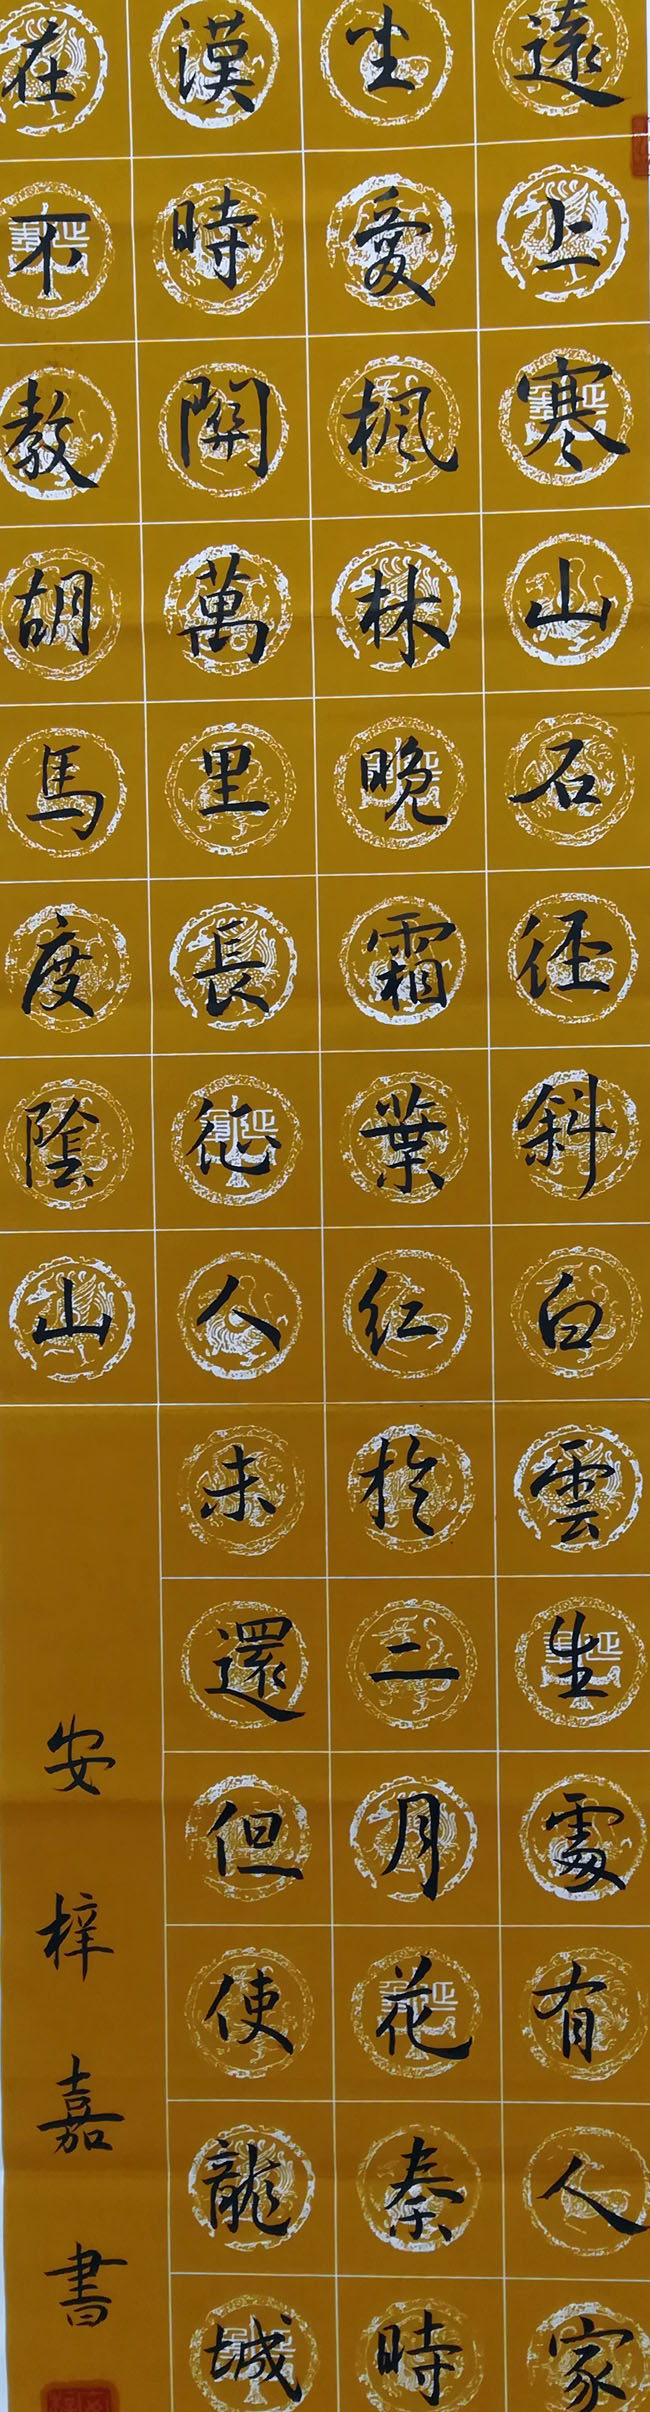 遠上寒山石徑斜白雲生處有人家
坐愛楓林晚霜葉紅於二月花秦時
漢時關萬里長征人未還但使龍城
在不教胡馬度陰山
安梓嘉書